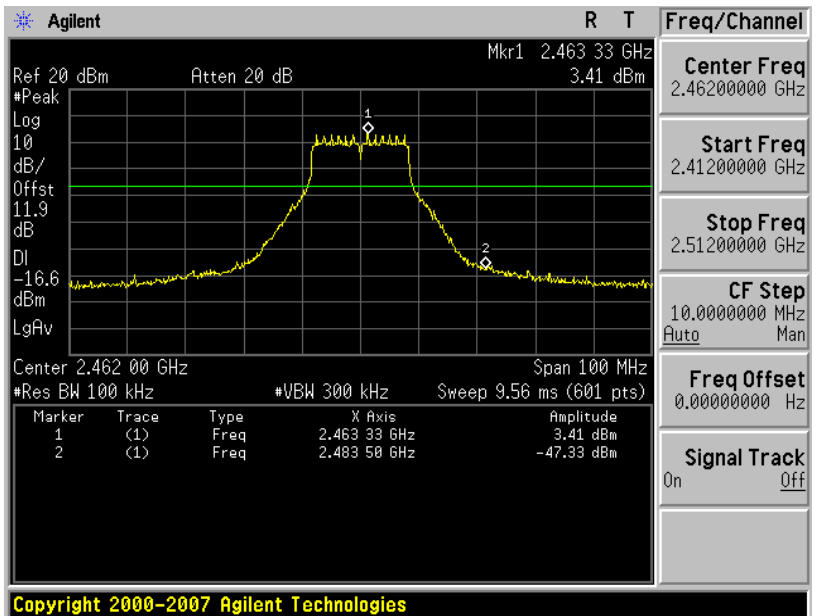 Agilent R T
Freq/Channel
Mkr1 2.463 33 GHz
Ref 20 dBm Atten 20 dB 3.41 dBm
#Peak
Log
10
dB/
Offst
11.9
dB
DI
-16.6
dBm
LgAv
1
2
Center 2.462 00 GHz Span 100 MHz
#Res BW 100 kHz #VBW 300 kHz Sweep 9.56 ms (601 pts)
Marker Trace Type X Axis Amplitude
1 (1) Freq 2.463 33 GHz 3.41 dBm
2 (1) Freq 2.483 50 GHz -47.33 dBm
Center Freq
2.46200000 GHz
Start Freq
2.41200000 GHz
Stop Freq
2.51200000 GHz
CF Step
10.0000000 MHz
Auto Man
Freq Offset
0.00000000 Hz
Signal Track
On Off
Copyright 2000-2007 Agilent Technologies